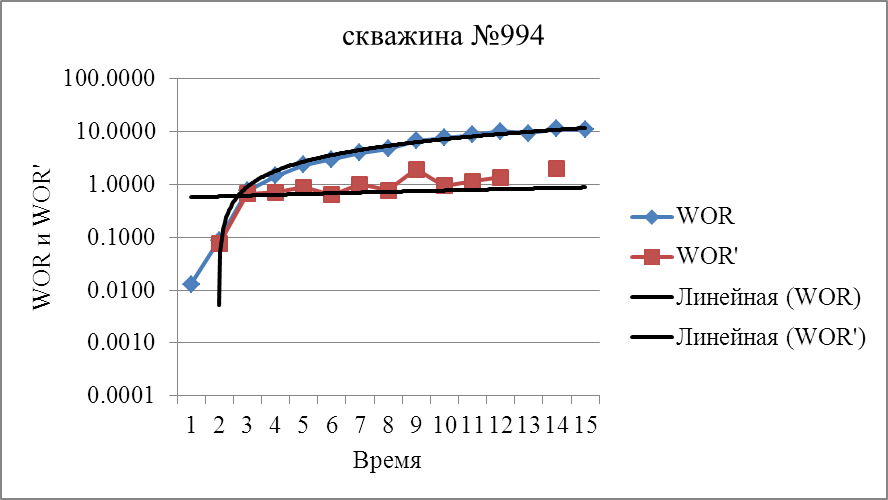 скважина №994
100.0000
10.0000
1.0000
0.1000
0.0100
0.0010
0.0001
WOR и WOR'
1 2 3 4 5 6 7 8 9 10 11 12 13 14 15
Время
WOR
WOR'
Линейная (WOR)
Линейная (WOR')